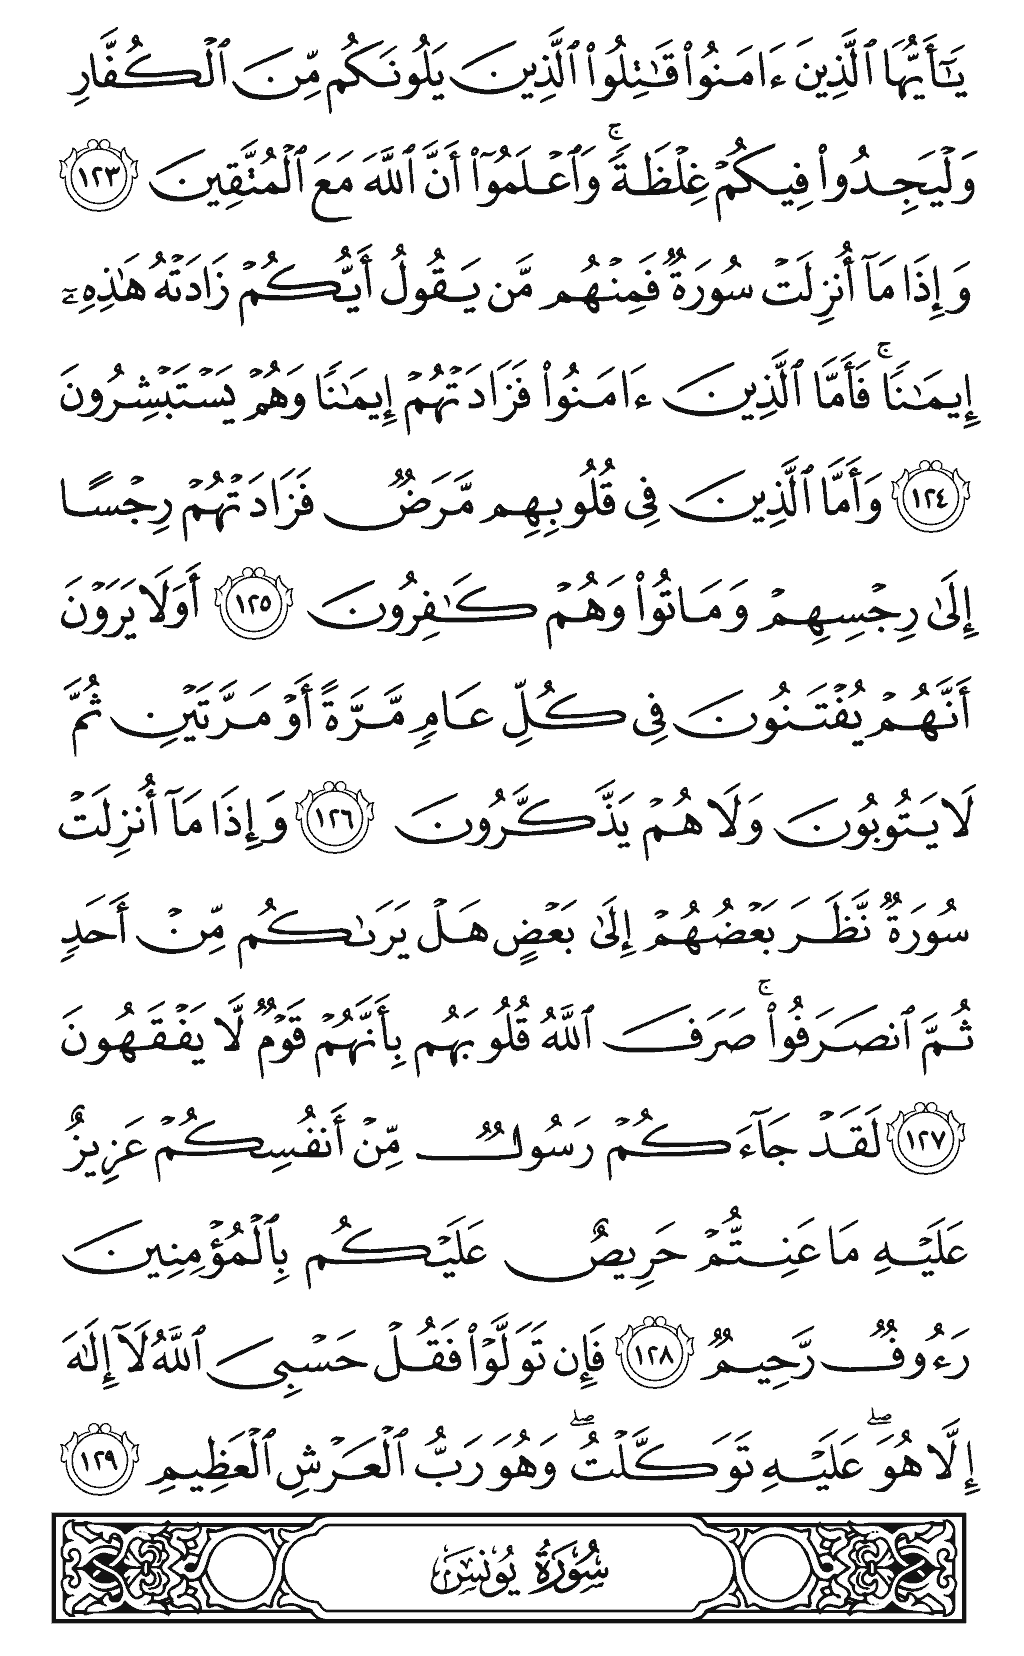 يَٰٓأَيُّهَا ٱلَّذِينَ ءَامَنُوا۟ قَٰتِلُوا۟ ٱلَّذِينَ يَلُونَكُم مِّنَ ٱلْكُفَّارِ
وَلْيَجِدُوا۟ فِيكُمْ غِلْظَةً ۚ وَٱعْلَمُوٓا۟ أَنَّ ٱللَّهَ مَعَ ٱلْمُتَّقِينَ ١٢٣
وَإِذَا مَآ أُنزِلَتْ سُورَةٌ فَمِنْهُم مَّن يَقُولُ أَيُّكُمْ زَادَتْهُ هَٰذِهِۦٓ
إِيمَٰنًا ۚ فَأَمَّا ٱلَّذِينَ ءَامَنُوا۟ فَزَادَتْهُمْ إِيمَٰنًا وَهُمْ يَسْتَبْشِرُونَ
١٢٤ وَأَمَّا ٱلَّذِينَ فِى قُلُوبِهِم مَّرَضٌ فَزَادَتْهُمْ رِجْسًا
إِلَىٰ رِجْسِهِمْ وَمَاتُوا۟ وَهُمْ كَٰفِرُونَ ١٢٥ أَوَلَا يَرَوْنَ
أَنَّهُمْ يُفْتَنُونَ فِى كُلِّ عَامٍ مَّرَّةً أَوْ مَرَّتَيْنِ ثُمَّ
لَا يَتُوبُونَ وَلَا هُمْ يَذَّكَّرُونَ ١٢٦ وَإِذَا مَآ أُنزِلَتْ
سُورَةٌ نَّظَرَ بَعْضُهُمْ إِلَىٰ بَعْضٍ هَلْ يَرَىٰكُم مِّنْ أَحَدٍ
ثُمَّ ٱنصَرَفُوا۟ ۚ صَرَفَ ٱللَّهُ قُلُوبَهُم بِأَنَّهُمْ قَوْمٌ لَّا يَفْقَهُونَ
١٢٧ لَقَدْ جَآءَكُمْ رَسُولٌ مِّنْ أَنفُسِكُمْ عَزِيزٌ
عَلَيْهِ مَا عَنِتُّمْ حَرِيصٌ عَلَيْكُم بِٱلْمُؤْمِنِينَ
رَءُوفٌ رَّحِيمٌ ١٢٨ فَإِن تَوَلَّوْا۟ فَقُلْ حَسْبِىَ ٱللَّهُ لَآ إِلَٰهَ
إِلَّا هُوَ ۖ عَلَيْهِ تَوَكَّلْتُ ۖ وَهُوَ رَبُّ ٱلْعَرْشِ ٱلْعَظِيمِ ١٢٩
سُورَةُ يُونُسَ